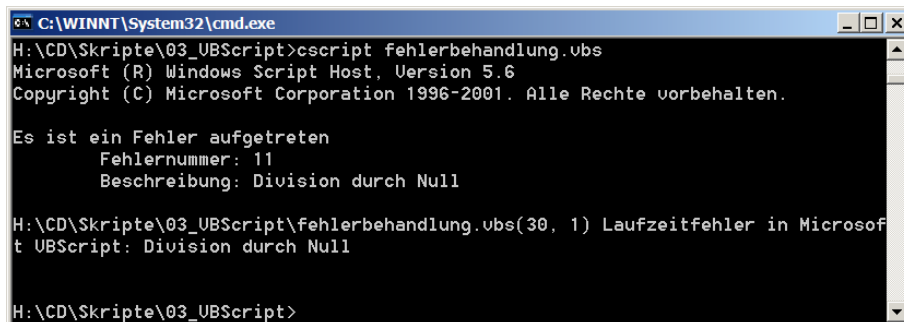 C:\WINNT\System32\cmd.exe
H:\CD\Skripte\03_VBScript>cscript fehlerbehandlung.vbs
Microsoft (R) Windows Script Host, Version 5.6
Copyright (C) Microsoft Corporation 1996-2001. Alle Rechte vorbehalten.
Es ist ein Fehler aufgetreten
Fehlernummer: 11
Beschreibung: Division durch Null
H:\CD\Skripte\03_VBScript\fehlerbehandlung.vbs(30, 1) Laufzeitfehler in Microsof
t VBScript: Division durch Null
H:\CD\Skripte\03_VBScript>